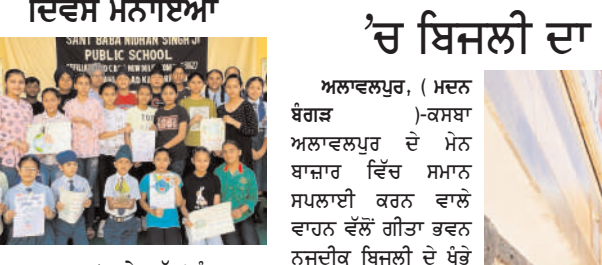 ਦਿਵਸ ਮਨਾਇਆ
SANT BABA NIDHAN SINGH JI
PUBLIC SCHOOL
'ਚ ਬਿਜਲੀ ਦਾ
ਅਲਾਵਲਪੁਰ, ( ਮਦਨ
ਬੰਗੜ )-ਕਸਬਾ
ਅਲਾਵਲਪੁਰ ਦੇ ਮੇਨ
ਬਾਜ਼ਾਰ ਵਿੱਚ ਸਮਾਨ
ਸਪਲਾਈ ਕਰਨ ਵਾਲੇ
ਵਾਹਨ ਵੱਲੋਂ ਗੀਤਾ ਭਵਨ
ਨਜਦੀਕ ਬਿਜਲੀ ਦੇ ਖੰਭੇ